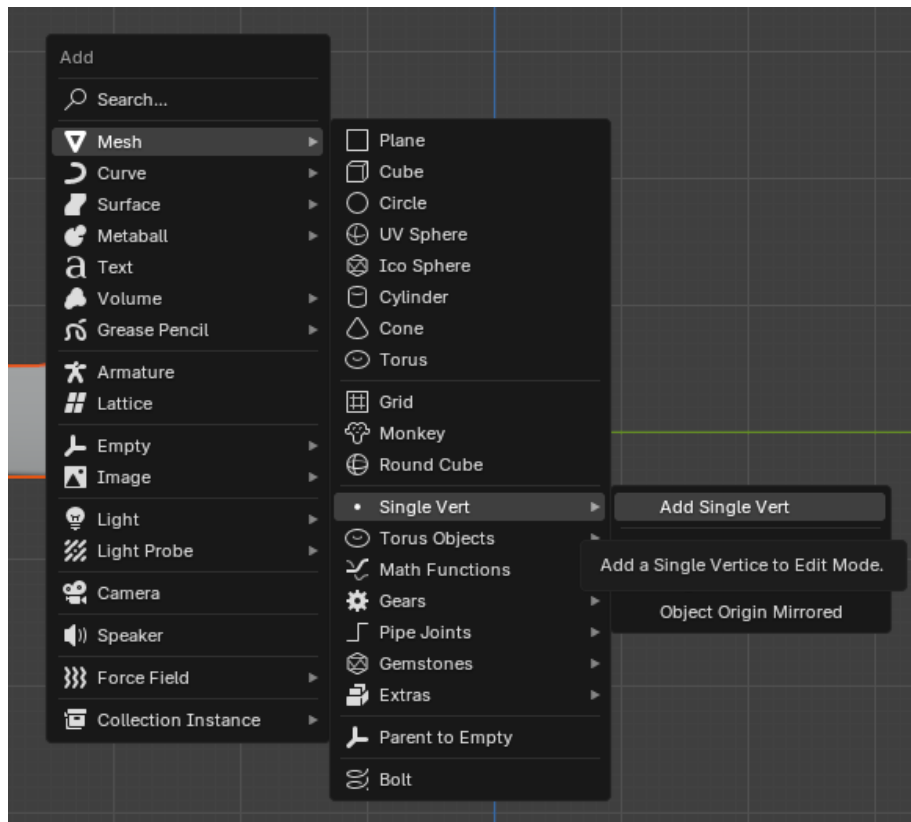 Add
Search...
Mesh
Curve
Surface
Metaball
Text
Volume
Grease Pencil
Armature
Lattice
Empty
Image
Light
Light Probe
Camera
Speaker
Force Field
Collection Instance
Plane
Cube
Circle
UV Sphere
Ico Sphere
Cylinder
Cone
Torus
Grid
Monkey
Round Cube
Single Vert
Torus Objects
Math Functions
Gears
Pipe Joints
Gemstones
Extras
Parent to Empty
Bolt
Add Single Vert
Add a Single Vertice to Edit Mode.
Object Origin Mirrored